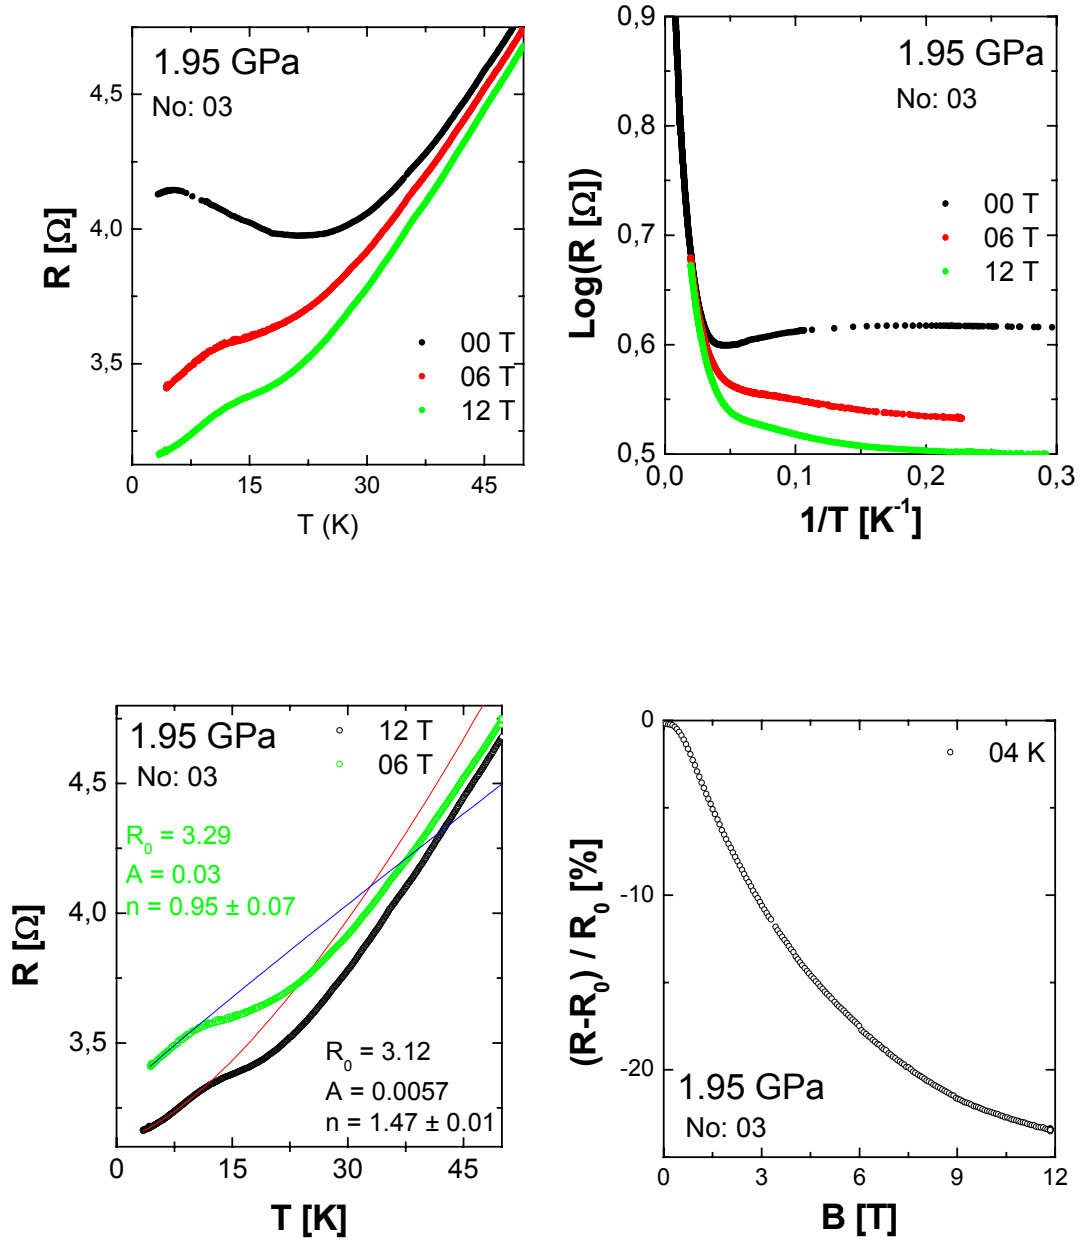 1.95 GPa
No: 03
R [Ω]
4,5
4,0
3,5
00 T
06 T
12 T
0
15
30
45
T (K)
1.95 GPa
No: 03
Log(R [Ω])
0,9
0,8
0,7
0,6
0,5
00 T
06 T
12 T
0,0
0,1
0,2
0,3
1/T [K⁻¹]
1.95 GPa
No: 03
12 T
06 T
R₀ = 3.29
A = 0.03
n = 0.95 ± 0.07
R [Ω]
4,5
4,0
3,5
R₀ = 3.12
A = 0.0057
n = 1.47 ± 0.01
0
15
30
45
T [K]
04 K
(R-R₀) / R₀ [%]
0
-10
-20
1.95 GPa
No: 03
0
3
6
9
12
B [T]